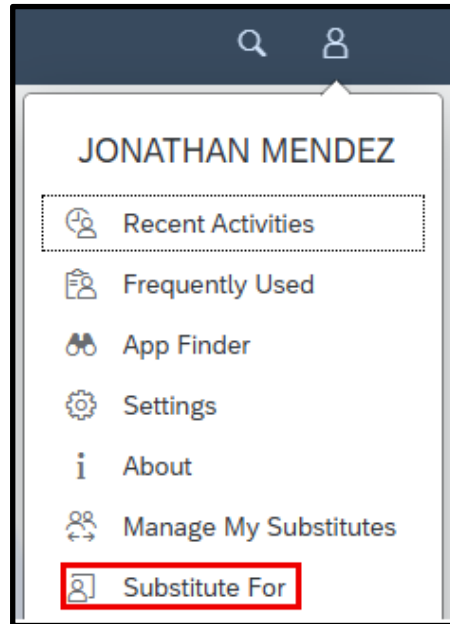 JONATHAN MENDEZ
Recent Activities
Frequently Used
App Finder
Settings
About
Manage My Substitutes
Substitute For